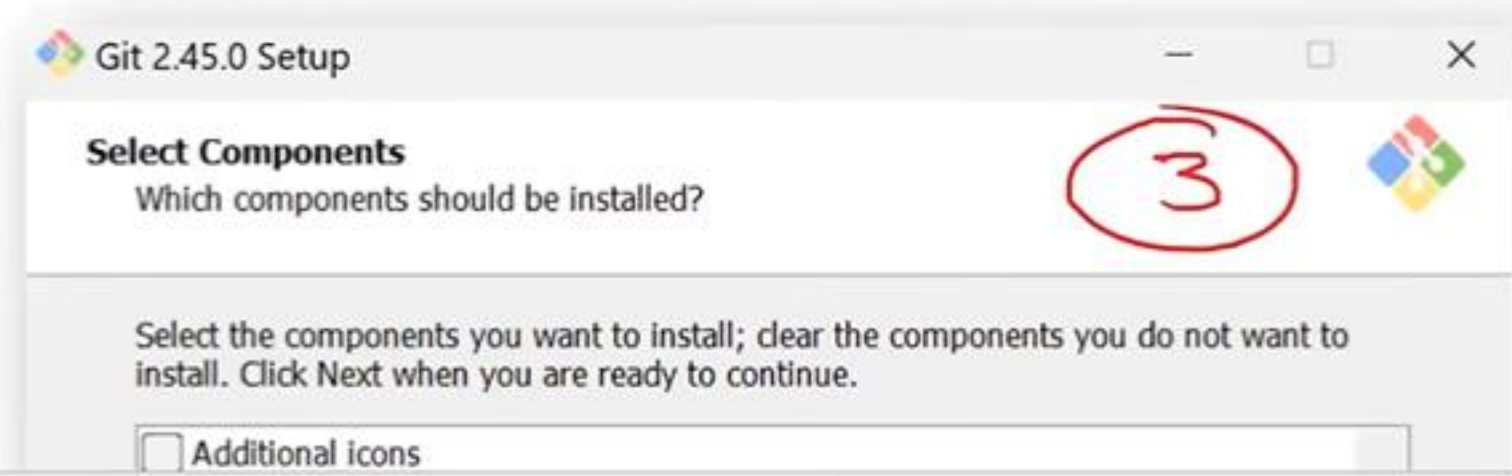 Git 2.45.0 Setup
Select Components
Which components should be installed?
3
Select the components you want to install; clear the components you do not want to
install. Click Next when you are ready to continue.
Additional icons